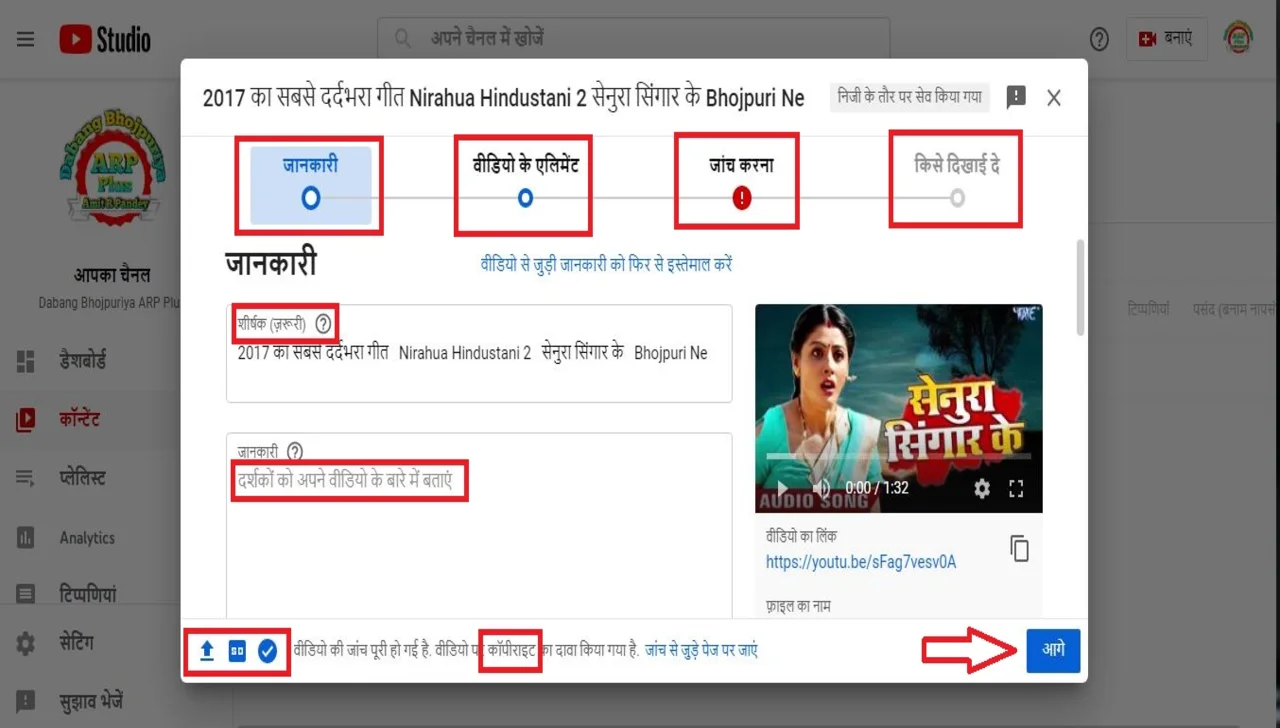 Studio
अपने चैनल में खोजें
बनाएं
2017 का सबसे दर्दभरा गीत Nirahua Hindustani 2 सेनुरा सिंगार के Bhojpuri Ne
निजी के तौर पर सेव किया गया
Dabang Bhojpuriya
ARP
Plus
Amit R Pandey
जानकारी
वीडियो के एलिमेंट
जांच करना
किसे दिखाई दे
जानकारी
वीडियो से जुड़ी जानकारी को फिर से इस्तेमाल करें
आपका चैनल
Dabang Bhojpuriya ARP Plu
शीर्षक (ज़रूरी)
2017 का सबसे दर्दभरा गीत Nirahua Hindustani 2 सेनुरा सिंगार के Bhojpuri Ne
टिप्पणियां
पसंद (बनाम नापसं
डैशबोर्ड
कॉन्टेंट
प्लेलिस्ट
Analytics
टिप्पणियां
सेटिंग
सुझाव भेजें
जानकारी
दर्शकों को अपने वीडियो के बारे में बताएं
सेनुरा
सिंगार के
0:00 / 1:32
AUDIO SONG
वीडियो का लिंक
https://youtu.be/sFag7vesv0A
फ़ाइल का नाम
SD
वीडियो की जांच पूरी हो गई है. वीडियो पर कॉपीराइट का दावा किया गया है. जांच से जुड़े पेज पर जाएं
आगे